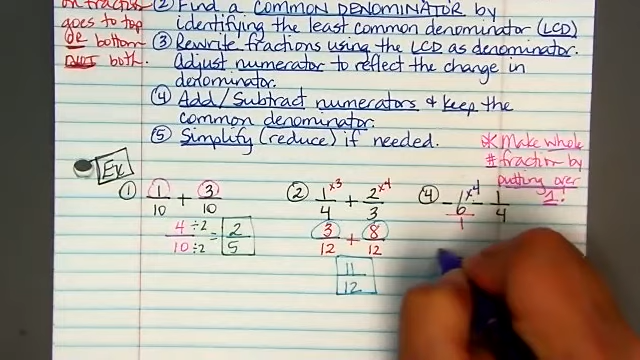 on fractions
goes to top
or bottom
NOT both.
② Find a COMMON DENOMINATOR by
identifying the least common denominator (LCD)
③ Rewrite fractions using the LCD as denominator.
Adjust numerator to reflect the change in
denominator.
④ Add/Subtract numerators & keep the
common denominator.
⑤ Simplify (reduce) if needed.
* Make whole
# fraction by
putting over
1!
Ex
① 1/10 + 3/10
4 ÷2 / 10 ÷2 = 2/5
② 1 x3 / 4 + 2 x4 / 3
3/12 + 8/12
11/12
④ - 6 x4 / 1 - 1/4